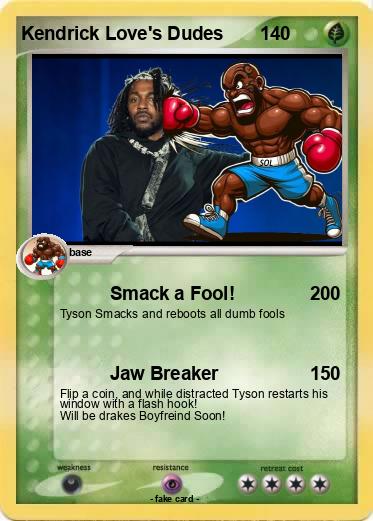 Kendrick Love's Dudes 140
SOL
base
Smack a Fool! 200
Tyson Smacks and reboots all dumb fools
Jaw Breaker 150
Flip a coin, and while distracted Tyson restarts his
window with a flash hook!
Will be drakes Boyfreind Soon!
weakness resistance retreat cost
- fake card -